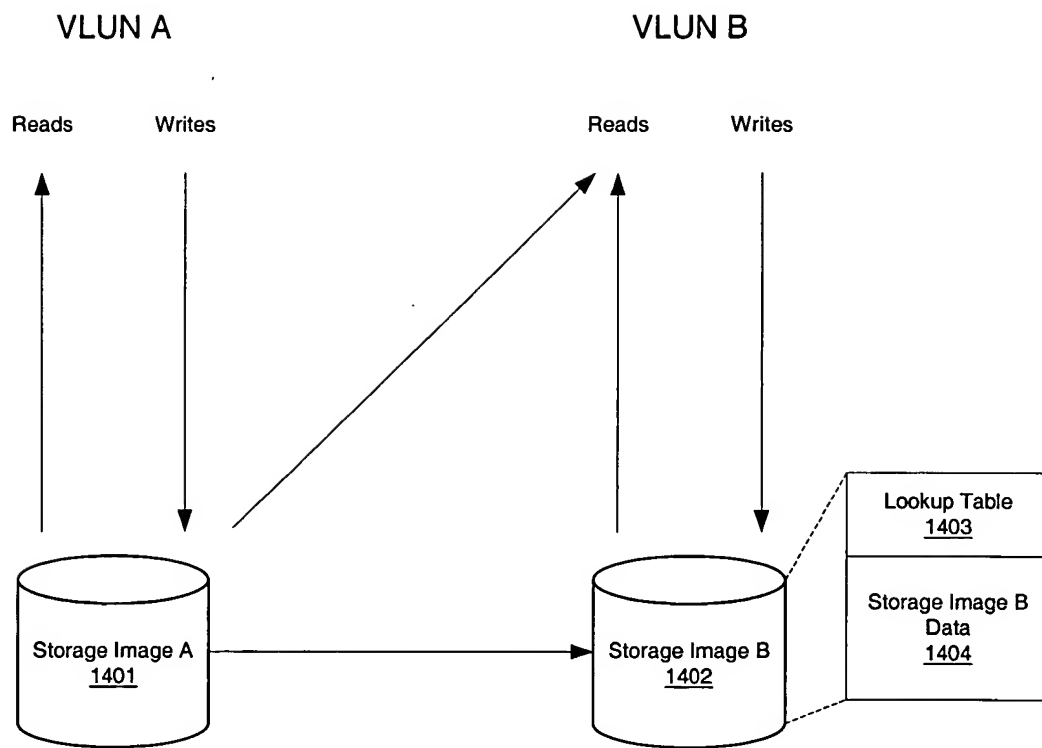 VLUN A
VLUN B
Reads
Writes
Reads
Writes
Lookup Table
1403
Storage Image B
Data
1404
Storage Image A
1401
Storage Image B
1402